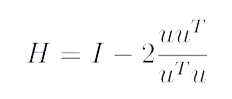 H = I - 2\frac{uu^T}{u^T u}